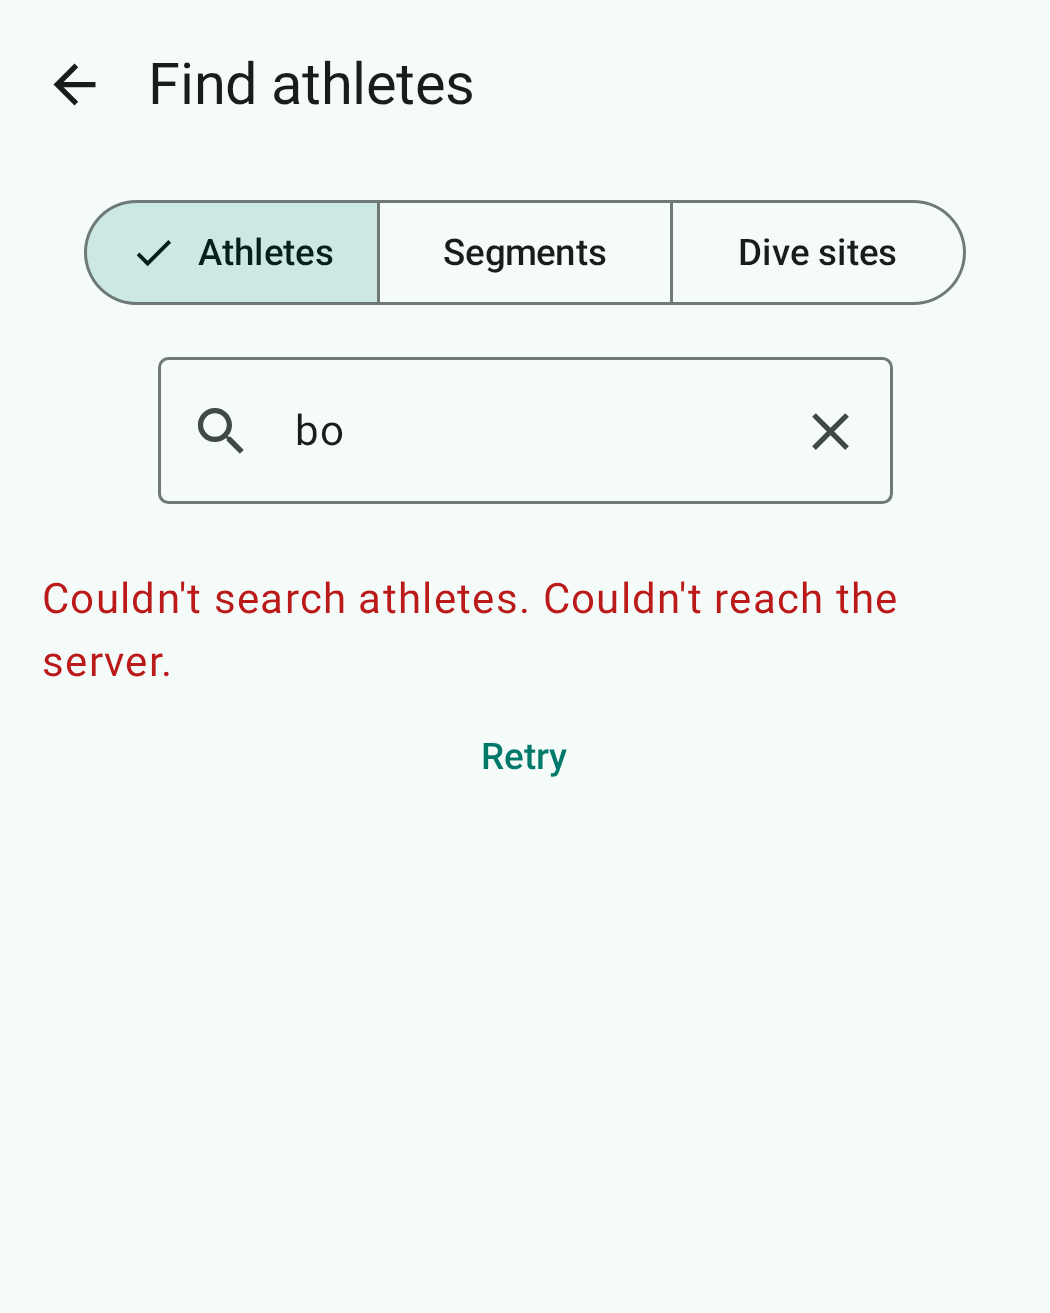 Find athletes
Athletes
Segments
Dive sites
bo
Couldn't search athletes. Couldn't reach the
server.
Retry